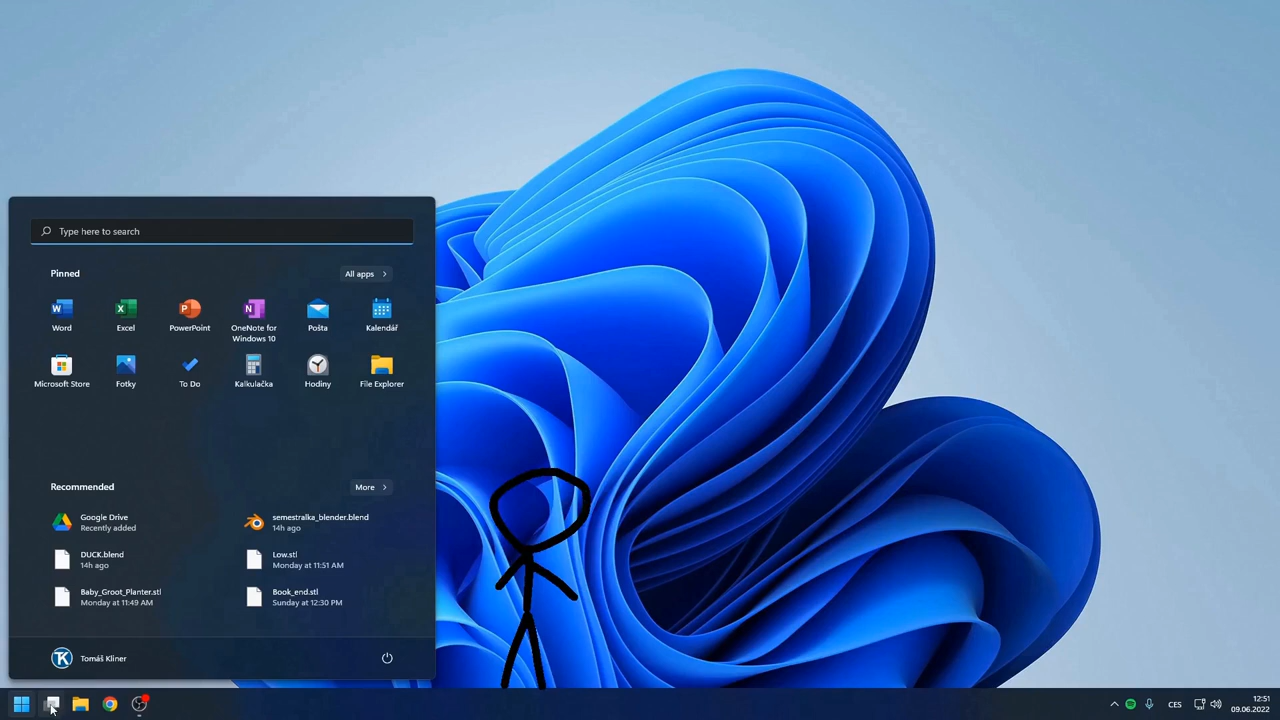 Type here to search
Pinned
All apps
Word
Excel
PowerPoint
OneNote for
Windows 10
Pošta
Kalendář
Microsoft Store
Fotky
To Do
Kalkulačka
Hodiny
File Explorer
Recommended
More
Google Drive
Recently added
semestralka_blender.blend
14h ago
DUCK.blend
14h ago
Low.stl
Monday at 11:51 AM
Baby_Groot_Planter.stl
Monday at 11:49 AM
Book_end.stl
Sunday at 12:30 PM
TK
Tomáš Kliner
CES
12:51
09.06.2022